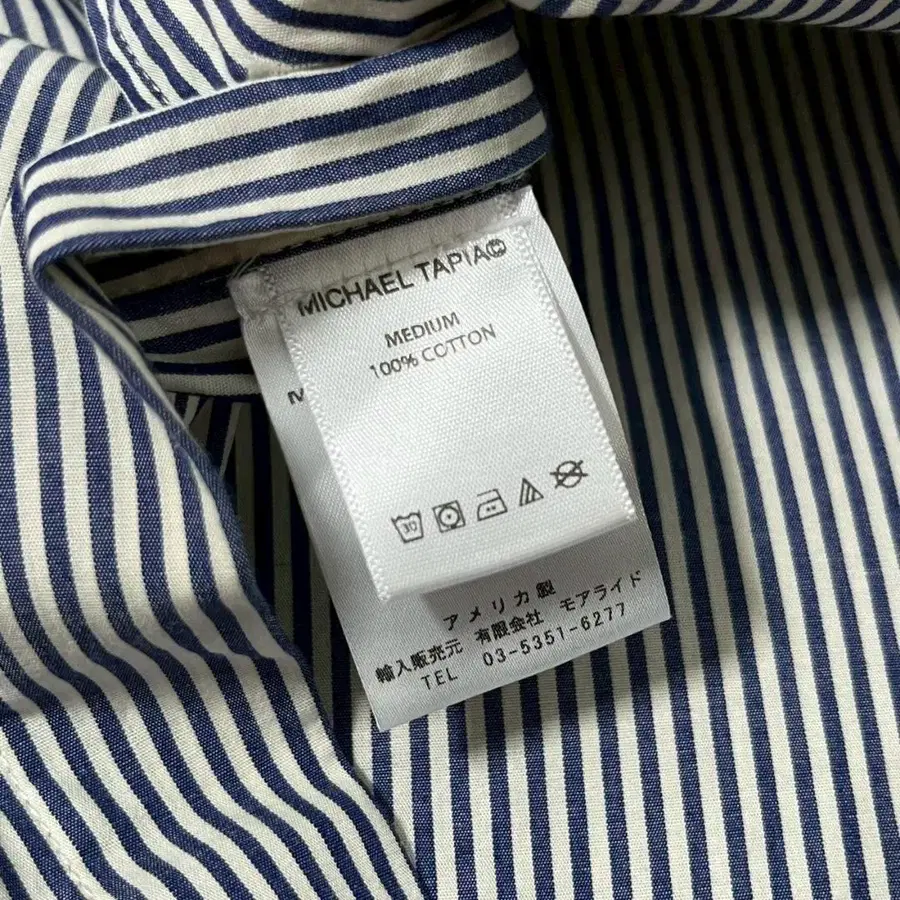 MICHAEL TAPIA©
MEDIUM
100% COTTON
M
30
アメリカ製
輸入販売元 有限会社 モアライド
TEL 03-5351-6277